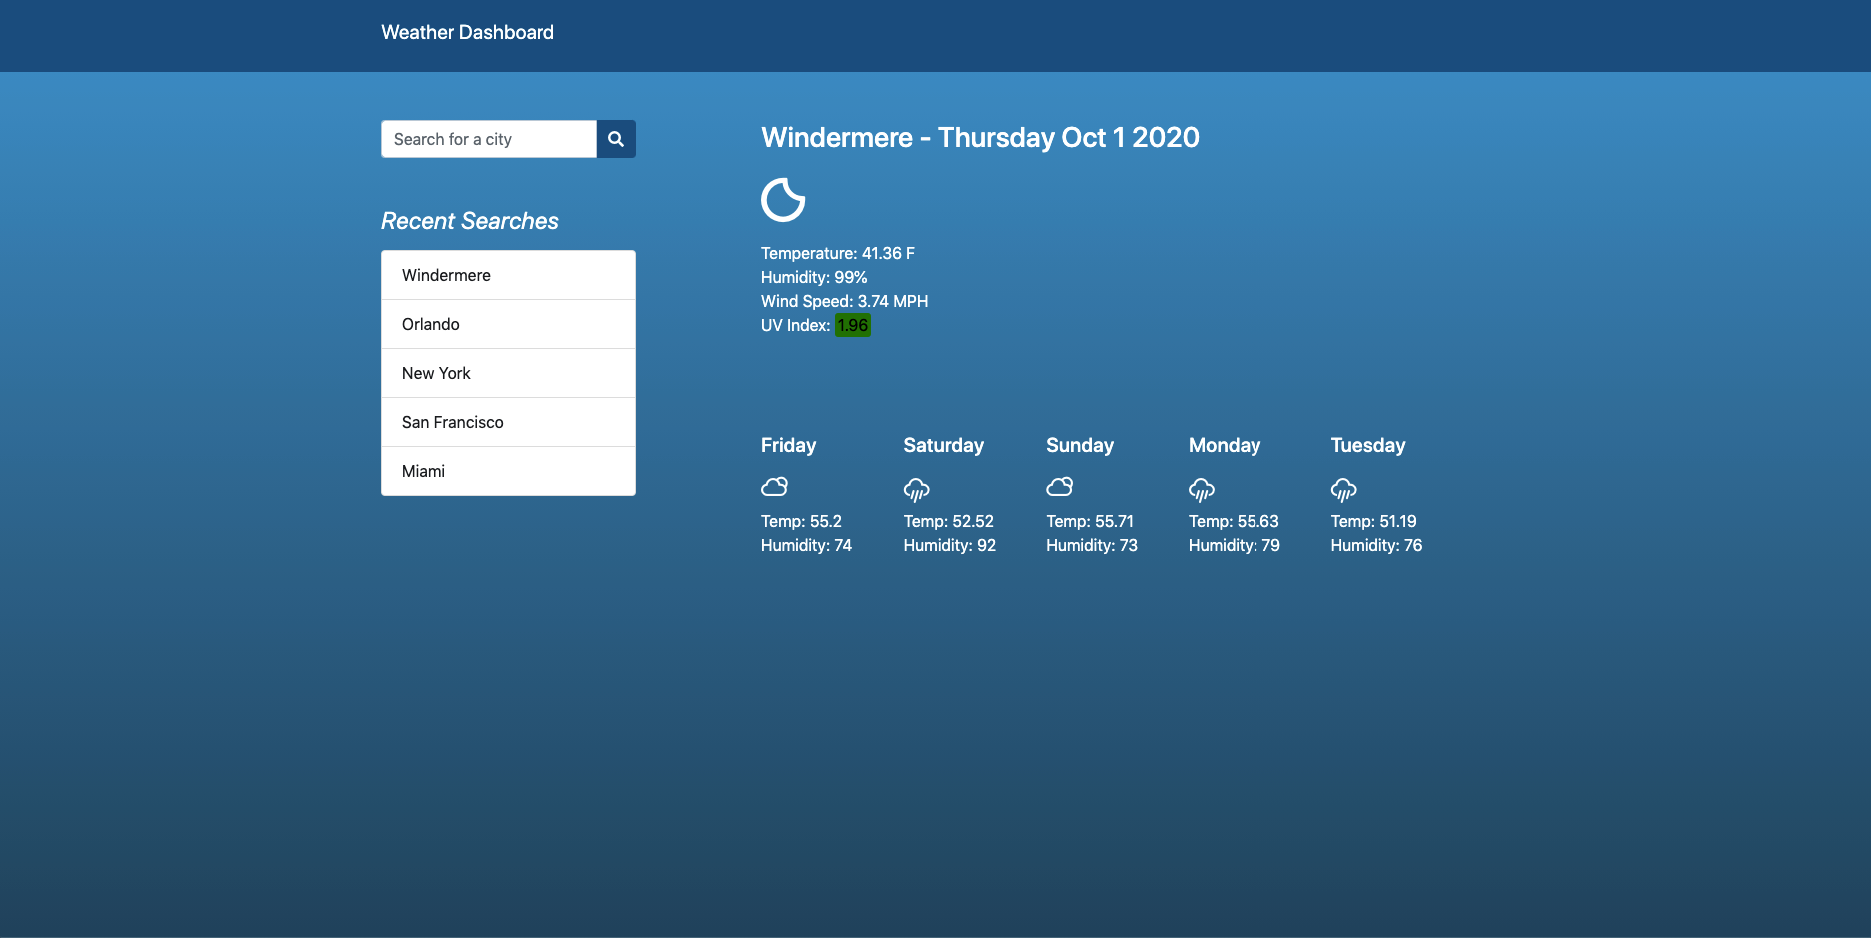 Weather Dashboard
Search for a city
Recent Searches
Windermere
Orlando
New York
San Francisco
Miami
Windermere - Thursday Oct 1 2020
Temperature: 41.36 F
Humidity: 99%
Wind Speed: 3.74 MPH
UV Index: 1.96
Friday Saturday Sunday Monday Tuesday
Temp: 55.2 Temp: 52.52 Temp: 55.71 Temp: 55.63 Temp: 51.19
Humidity: 74 Humidity: 92 Humidity: 73 Humidity: 79 Humidity: 76